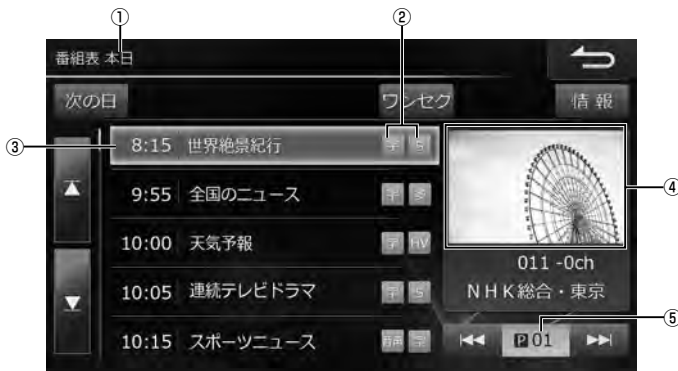 ① ②
番組表 本日
次の日 ワンセグ 情報
③ 8:15 世界絶景紀行 字
④
9:55 全国のニュース 字 多
10:00 天気予報 字 HV
011 -0ch
10:05 連続テレビドラマ 字 S
NHK総合・東京
⑤
10:15 スポーツニュース 音声 字
P 01